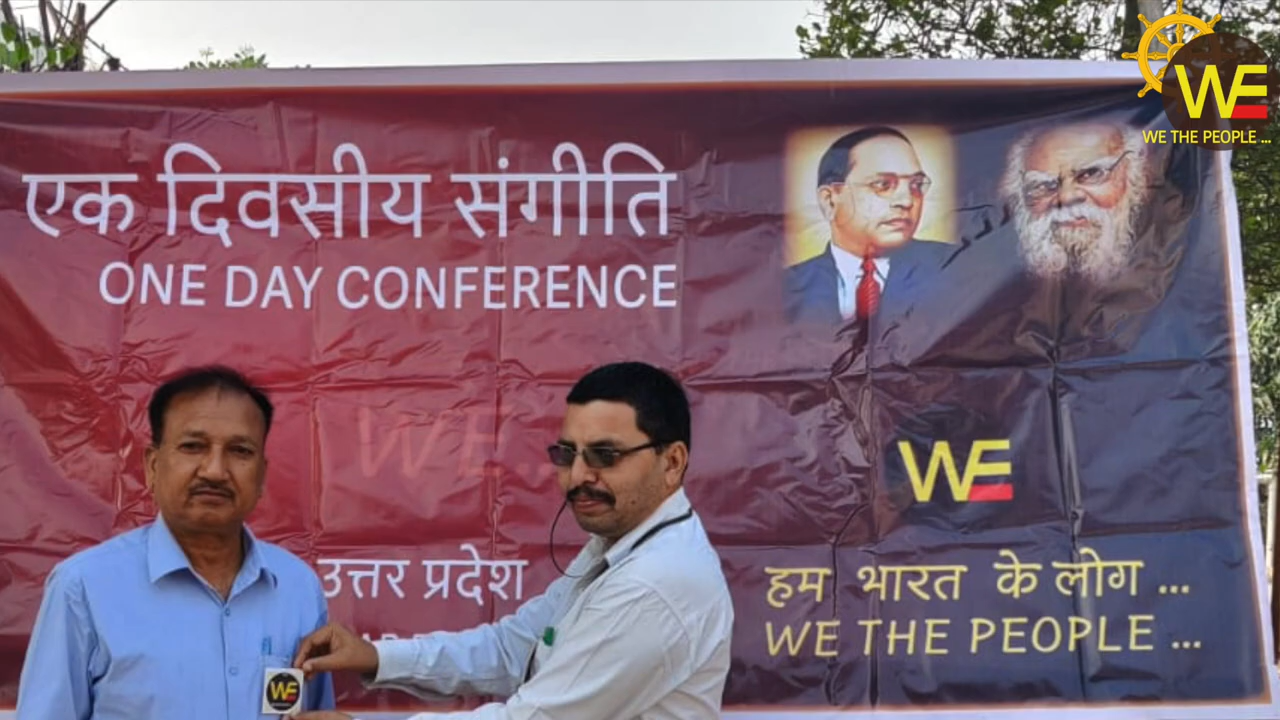 एक दिवसीय संगीति
ONE DAY CONFERENCE
WE
WE THE PEOPLE ...
WE...
WE
उत्तर प्रदेश
हम भारत के लोग ...
WE THE PEOPLE ...
WE